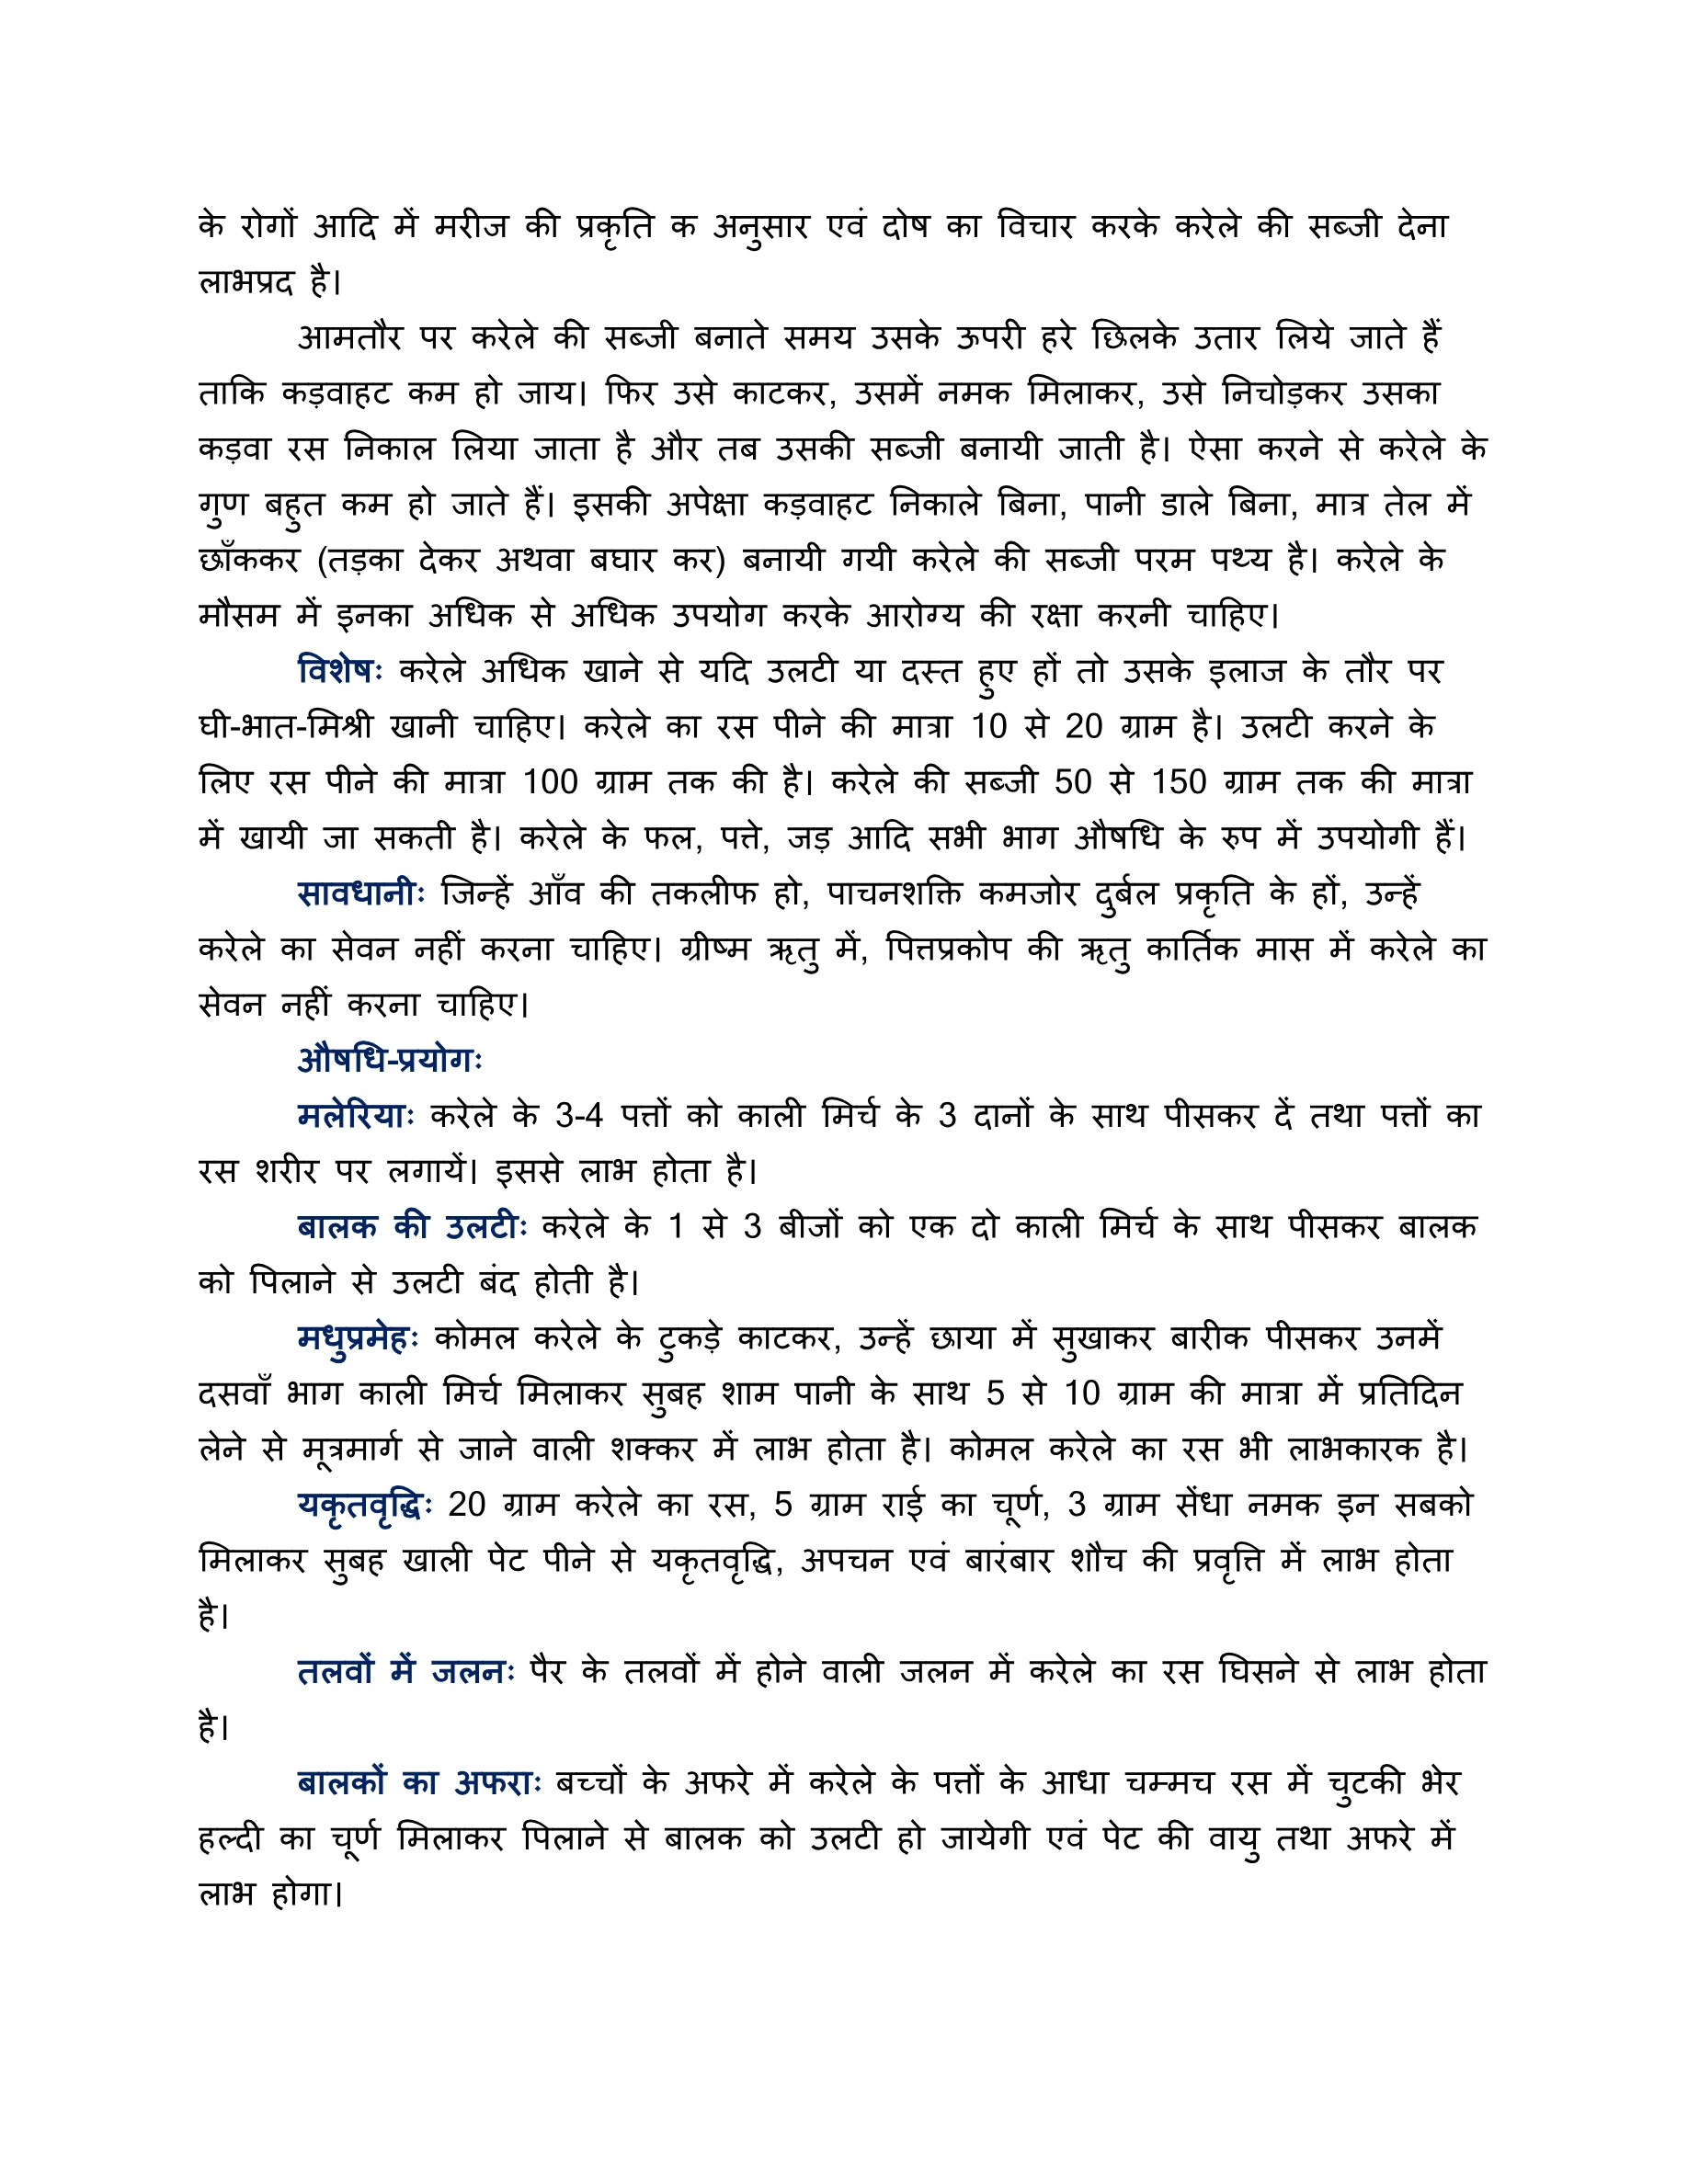 के रोगों आदि में मरीज की प्रकृति क अनुसार एवं दोष का विचार करके करेले की सब्जी देना
लाभप्रद है।
आमतौर पर करेले की सब्जी बनाते समय उसके ऊपरी हरे छिलके उतार लिये जाते हैं
ताकि कड़वाहट कम हो जाय। फिर उसे काटकर, उसमें नमक मिलाकर, उसे निचोड़कर उसका
कड़वा रस निकाल लिया जाता है और तब उसकी सब्जी बनायी जाती है। ऐसा करने से करेले के
गुण बहुत कम हो जाते हैं। इसकी अपेक्षा कड़वाहट निकाले बिना, पानी डाले बिना, मात्र तेल में
छाँककर (तड़का देकर अथवा बघार कर) बनायी गयी करेले की सब्जी परम पथ्य है। करेले के
मौसम में इनका अधिक से अधिक उपयोग करके आरोग्य की रक्षा करनी चाहिए।
विशेषः करेले अधिक खाने से यदि उलटी या दस्त हुए हों तो उसके इलाज के तौर पर
घी-भात-मिश्री खानी चाहिए। करेले का रस पीने की मात्रा 10 से 20 ग्राम है। उलटी करने के
लिए रस पीने की मात्रा 100 ग्राम तक की है। करेले की सब्जी 50 से 150 ग्राम तक की मात्रा
में खायी जा सकती है। करेले के फल, पत्ते, जड़ आदि सभी भाग औषधि के रुप में उपयोगी हैं।
सावधानीः जिन्हें आँव की तकलीफ हो, पाचनशक्ति कमजोर दुर्बल प्रकृति के हों, उन्हें
करेले का सेवन नहीं करना चाहिए। ग्रीष्म ऋतु में, पित्तप्रकोप की ऋतु कार्तिक मास में करेले का
सेवन नहीं करना चाहिए।
औषधि-प्रयोगः
मलेरियाः करेले के 3-4 पत्तों को काली मिर्च के 3 दानों के साथ पीसकर दें तथा पत्तों का
रस शरीर पर लगायें। इससे लाभ होता है।
बालक की उलटीः करेले के 1 से 3 बीजों को एक दो काली मिर्च के साथ पीसकर बालक
को पिलाने से उलटी बंद होती है।
मधुप्रमेहः कोमल करेले के टुकड़े काटकर, उन्हें छाया में सुखाकर बारीक पीसकर उनमें
दसवाँ भाग काली मिर्च मिलाकर सुबह शाम पानी के साथ 5 से 10 ग्राम की मात्रा में प्रतिदिन
लेने से मूत्रमार्ग से जाने वाली शक्कर में लाभ होता है। कोमल करेले का रस भी लाभकारक है।
यकृतवृद्धिः 20 ग्राम करेले का रस, 5 ग्राम राई का चूर्ण, 3 ग्राम सेंधा नमक इन सबको
मिलाकर सुबह खाली पेट पीने से यकृतवृद्धि, अपचन एवं बारंबार शौच की प्रवृत्ति में लाभ होता
है।
तलवों में जलनः पैर के तलवों में होने वाली जलन में करेले का रस घिसने से लाभ होता
है।
बालकों का अफराः बच्चों के अफरे में करेले के पत्तों के आधा चम्मच रस में चुटकी भेर
हल्दी का चूर्ण मिलाकर पिलाने से बालक को उलटी हो जायेगी एवं पेट की वायु तथा अफरे में
लाभ होगा।